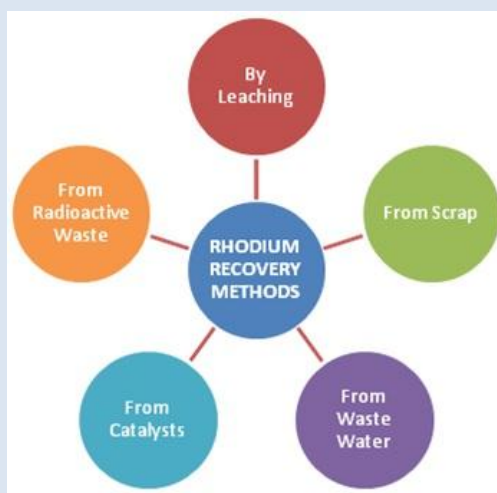 By
Leaching
From Scrap
From
Waste
Water
From
Catalysts
From
Radioactive
Waste
RHODIUM
RECOVERY
METHODS